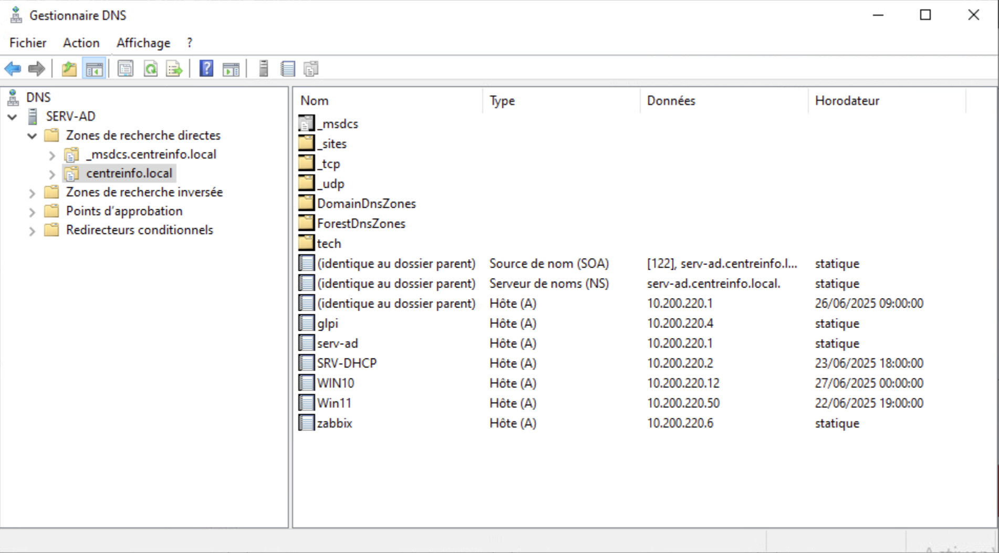 Gestionnaire DNS
Fichier Action Affichage ?
DNS
SERV-AD
Zones de recherche directes
_msdcs.centreinfo.local
centreinfo.local
Zones de recherche inversée
Points d'approbation
Redirecteurs conditionnels
Nom Type Données Horodateur
_msdcs
_sites
_tcp
_udp
DomainDnsZones
ForestDnsZones
tech
(identique au dossier parent) Source de nom (SOA) [122], serv-ad.centreinfo.l... statique
(identique au dossier parent) Serveur de noms (NS) serv-ad.centreinfo.local. statique
(identique au dossier parent) Hôte (A) 10.200.220.1 26/06/2025 09:00:00
glpi Hôte (A) 10.200.220.4 statique
serv-ad Hôte (A) 10.200.220.1 statique
SRV-DHCP Hôte (A) 10.200.220.2 23/06/2025 18:00:00
WIN10 Hôte (A) 10.200.220.12 27/06/2025 00:00:00
Win11 Hôte (A) 10.200.220.50 22/06/2025 19:00:00
zabbix Hôte (A) 10.200.220.6 statique